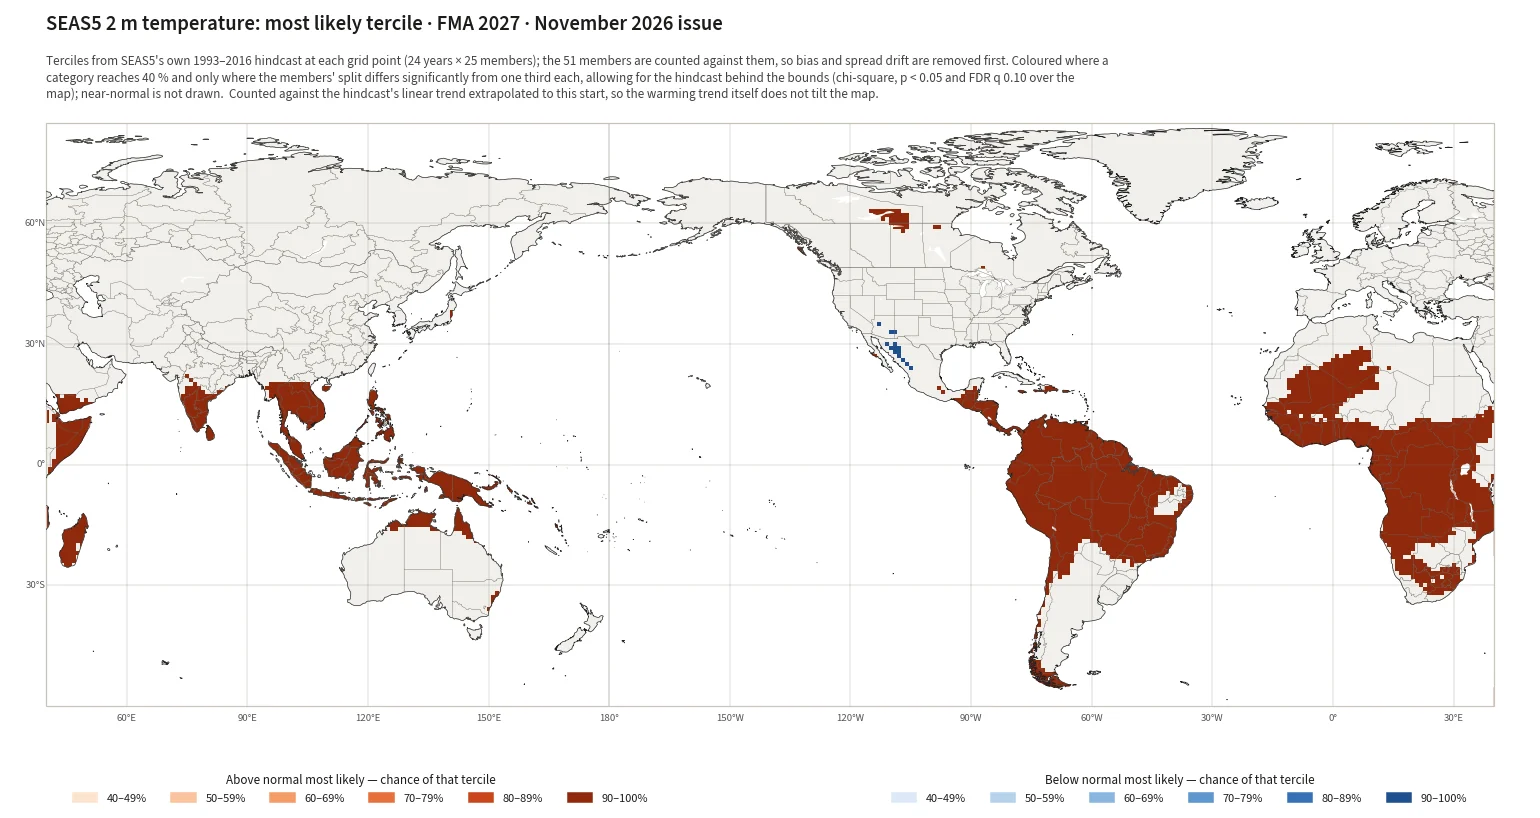 SEAS5 2 m temperature: most likely tercile · FMA 2027 · November 2026 issue
Terciles from SEAS5's own 1993–2016 hindcast at each grid point (24 years × 25 members); the 51 members are counted against them, so bias and spread drift are removed first. Coloured where a
category reaches 40 % and only where the members' split differs significantly from one third each, allowing for the hindcast behind the bounds (chi-square, p < 0.05 and FDR q 0.10 over the
map); near-normal is not drawn. Counted against the hindcast's linear trend extrapolated to this start, so the warming trend itself does not tilt the map.
60°N
30°N
0°
30°S
60°E 90°E 120°E 150°E 180° 150°W 120°W 90°W 60°W 30°W 0° 30°E
Above normal most likely — chance of that tercile
40–49% 50–59% 60–69% 70–79% 80–89% 90–100%
Below normal most likely — chance of that tercile
40–49% 50–59% 60–69% 70–79% 80–89% 90–100%